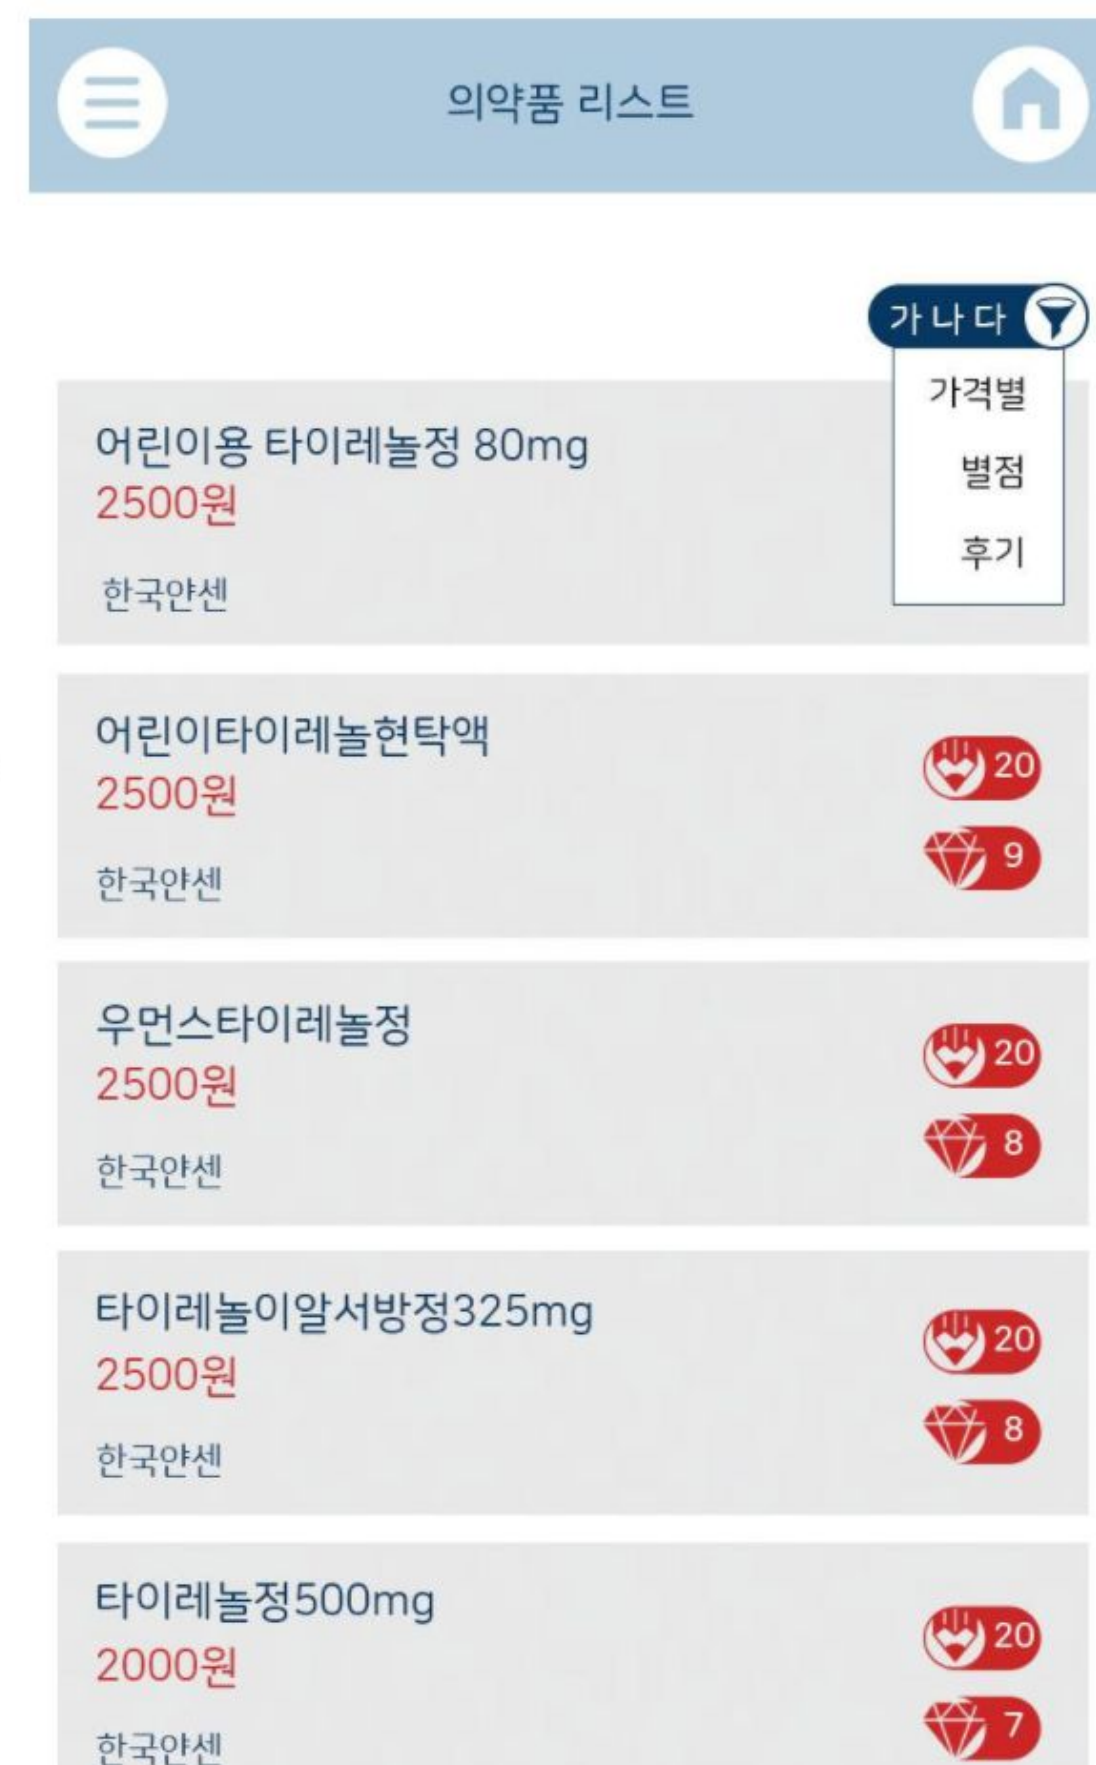 의약품 리스트
가나다
가격별
별점
후기
어린이용 타이레놀정 80mg
2500원
한국얀센
어린이타이레놀현탁액
2500원
한국얀센
20
9
우먼스타이레놀정
2500원
한국얀센
20
8
타이레놀이알서방정325mg
2500원
한국얀센
20
8
타이레놀정500mg
2000원
한국얀센
20
7